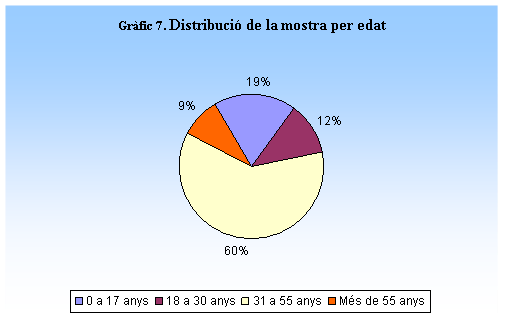 Gràfic 7. Distribució de la mostra per edat
19%
9%
12%
60%
0 a 17 anys 18 a 30 anys 31 a 55 anys Més de 55 anys